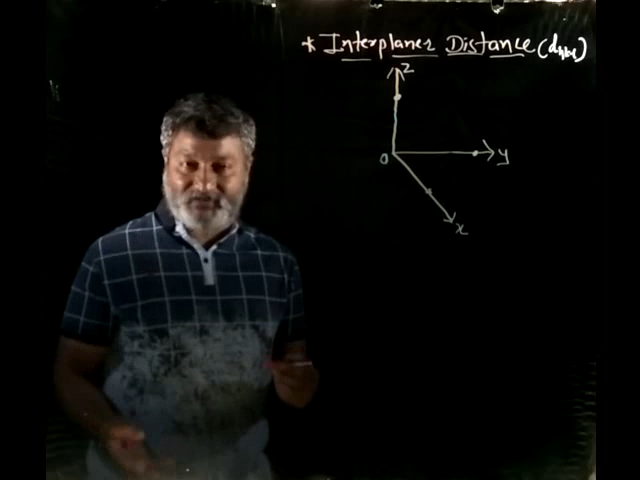 * Interplaner Distance (dhkl)
Z
O
y
x